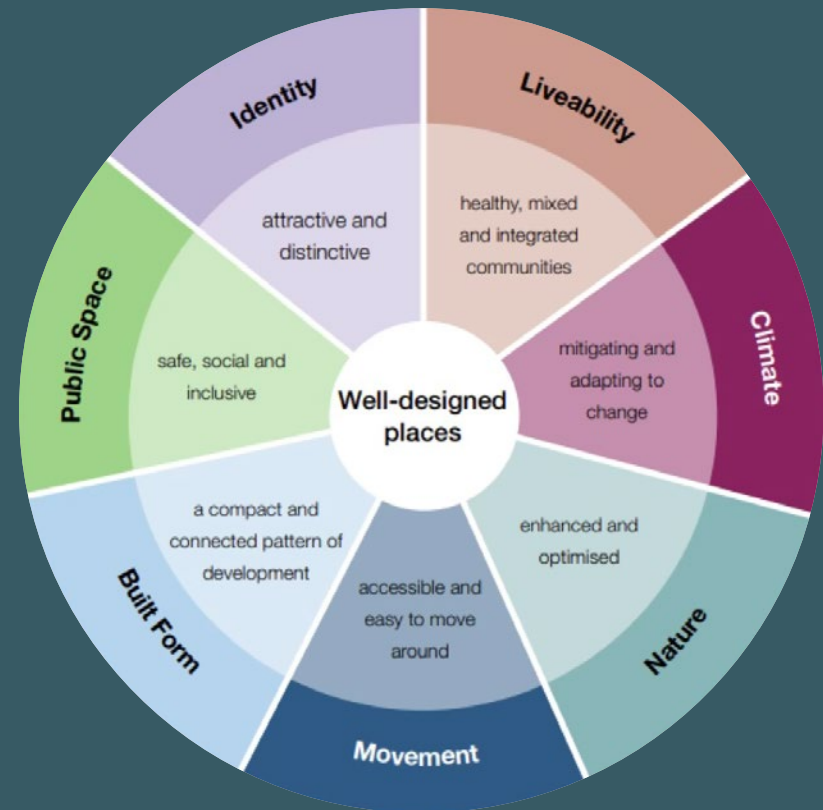 Well-designed
places
Liveability
healthy, mixed
and integrated
communities
Climate
mitigating and
adapting to
change
Nature
enhanced and
optimised
Movement
accessible and
easy to move
around
Built Form
a compact and
connected pattern of
development
Public Space
safe, social and
inclusive
Identity
attractive and
distinctive